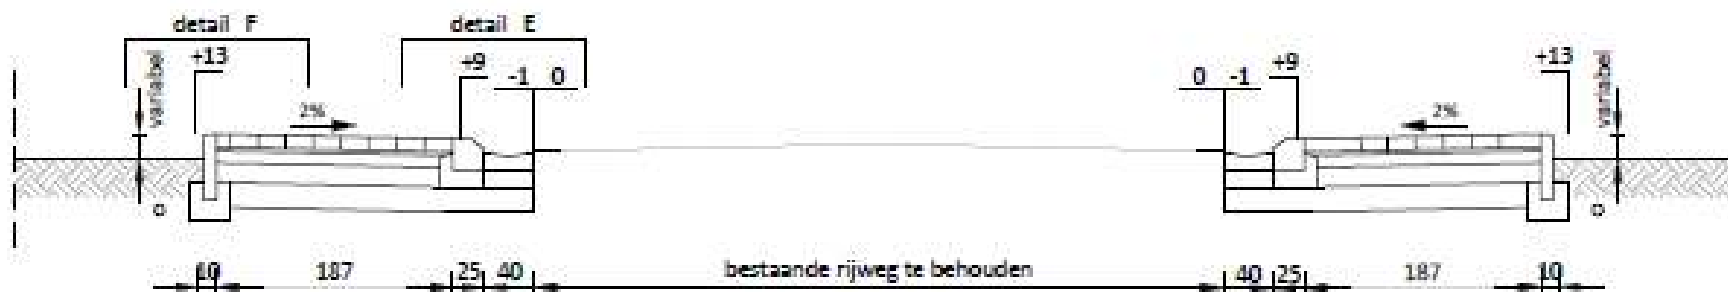 detail F detail E
+13 +9 -1 0 0 -1 +9 +13
variabel variabel
2% 2%
0 0
10 187 25 40 bestaande rijweg te behouden 40 25 187 10